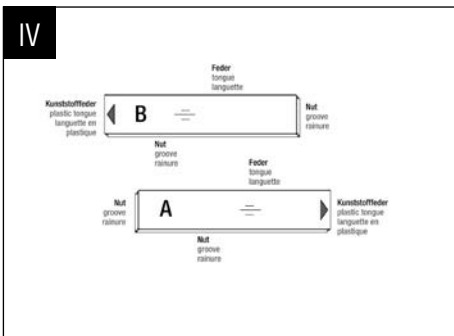 IV
Feder
tongue
languette
Kunststofffeder
plastic tongue
languette en
plastique
B
Nut
groove
rainure
Nut
groove
rainure
Feder
tongue
languette
Nut
groove
rainure
A
Kunststofffeder
plastic tongue
languette en
plastique
Nut
groove
rainure